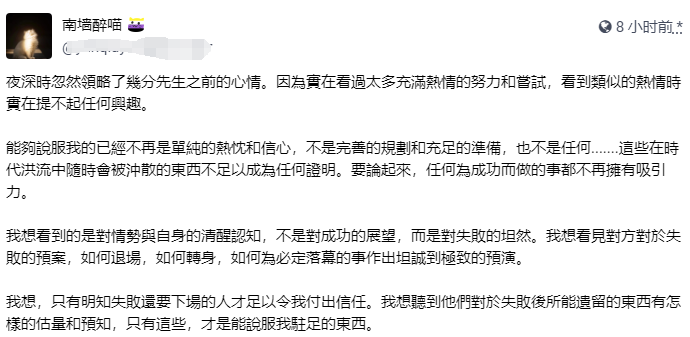 南墙醉喵
8 小时前 *
夜深時忽然領略了幾分先生之前的心情。因為實在看過太多充滿熱情的努力和嘗試，看到類似的熱情時
實在提不起任何興趣。
能夠說服我的已經不再是單純的熱忱和信心，不是完善的規劃和充足的準備，也不是任何.......這些在時
代洪流中隨時會被沖散的東西不足以成為任何證明。要論起來，任何為成功而做的事都不再擁有吸引
力。
我想看到的是對情勢與自身的清醒認知，不是對成功的展望，而是對失敗的坦然。我想看見對方對於失
敗的預案，如何退場，如何轉身，如何為必定落幕的事作出坦誠到極致的預演。
我想，只有明知失敗還要下場的人才足以令我付出信任。我想聽到他們對於失敗後所能遺留的東西有怎
樣的估量和預知，只有這些，才是能說服我駐足的東西。